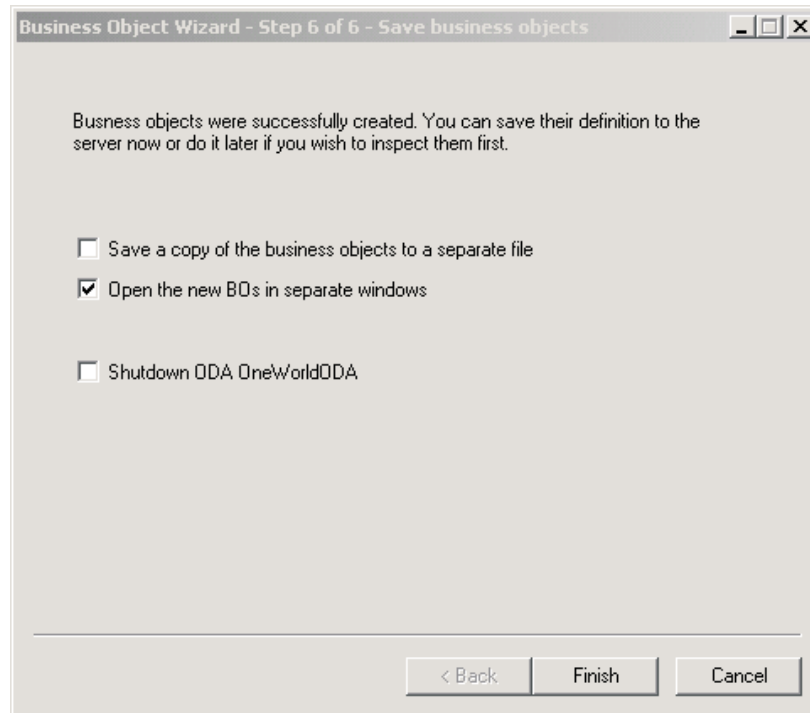 Business Object Wizard - Step 6 of 6 - Save business objects
Busness objects were successfully created. You can save their definition to the
server now or do it later if you wish to inspect them first.
Save a copy of the business objects to a separate file
Open the new BOs in separate windows
Shutdown ODA OneWorldODA
< Back Finish Cancel